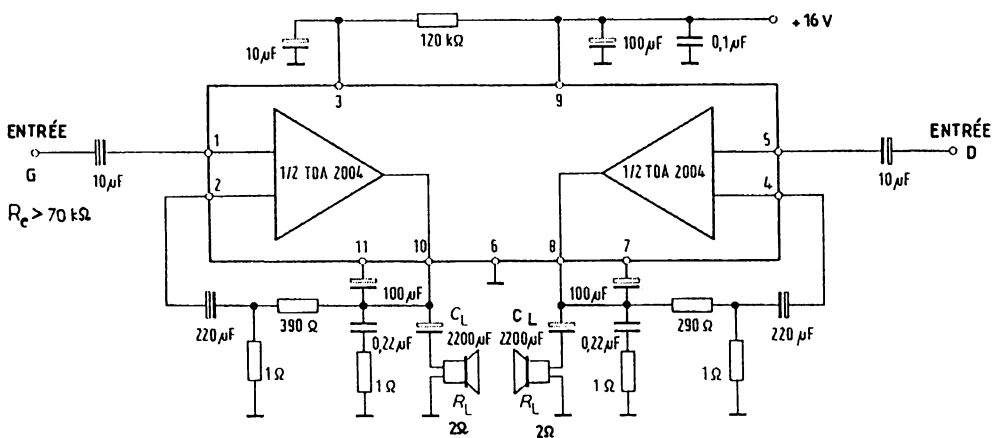 + 16 V
10 µF
120 kΩ
100 µF
0,1 µF
3
9
ENTRÉE
G
10 µF
Re > 70 kΩ
1
2
1/2 TDA 2004
1/2 TDA 2004
5
4
ENTRÉE
D
10 µF
11
10
6
8
7
100 µF
100 µF
220 µF
390 Ω
CL
2200 µF
CL
2200 µF
290 Ω
220 µF
1 Ω
0,22 µF
1 Ω
RL
2Ω
RL
2Ω
0,22 µF
1 Ω
1 Ω